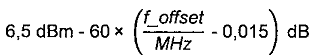 6,5 dBm - 60 × (f_offset/MHz - 0,015) dB